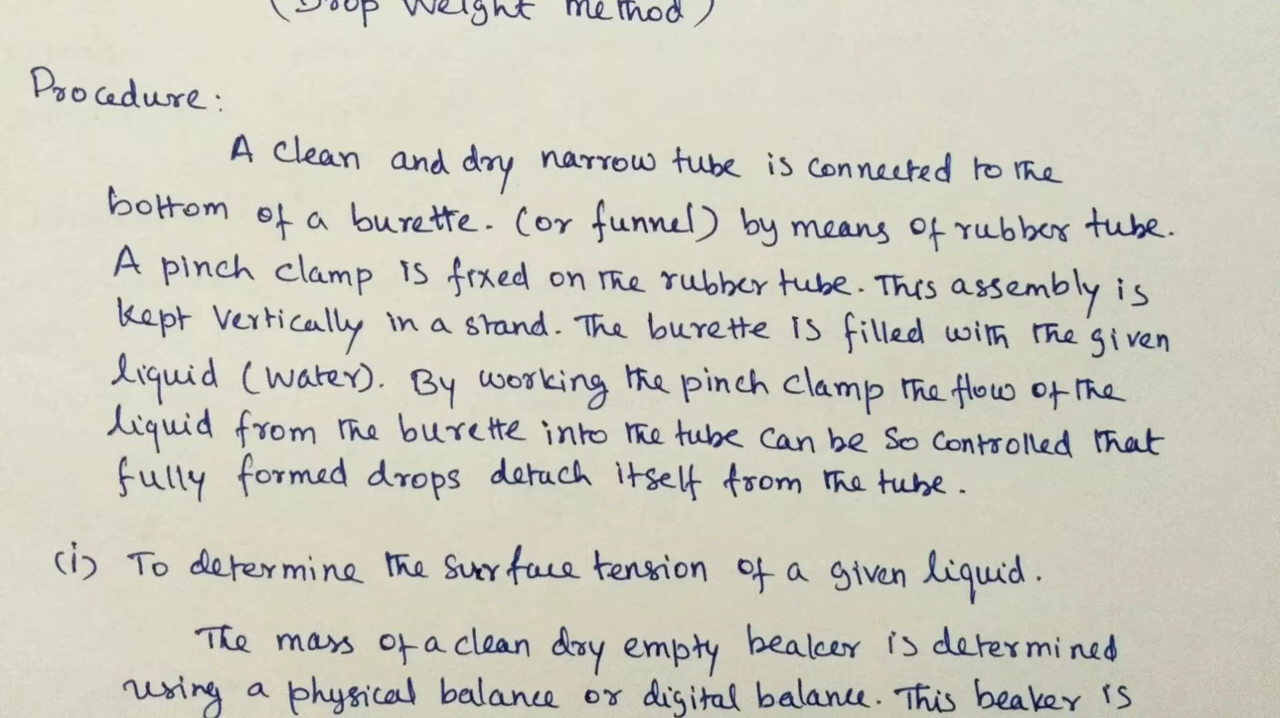 (Drop Weight Method)
Procedure:
A clean and dry narrow tube is connected to the
bottom of a burette. (or funnel) by means of rubber tube.
A pinch clamp is fixed on the rubber tube. This assembly is
kept vertically in a stand. The burette is filled with the given
liquid (water). By working the pinch clamp the flow of the
liquid from the burette into the tube can be so controlled that
fully formed drops detach itself from the tube.
(i) To determine the surface tension of a given liquid.
The mass of a clean dry empty beaker is determined
using a physical balance or digital balance. This beaker is